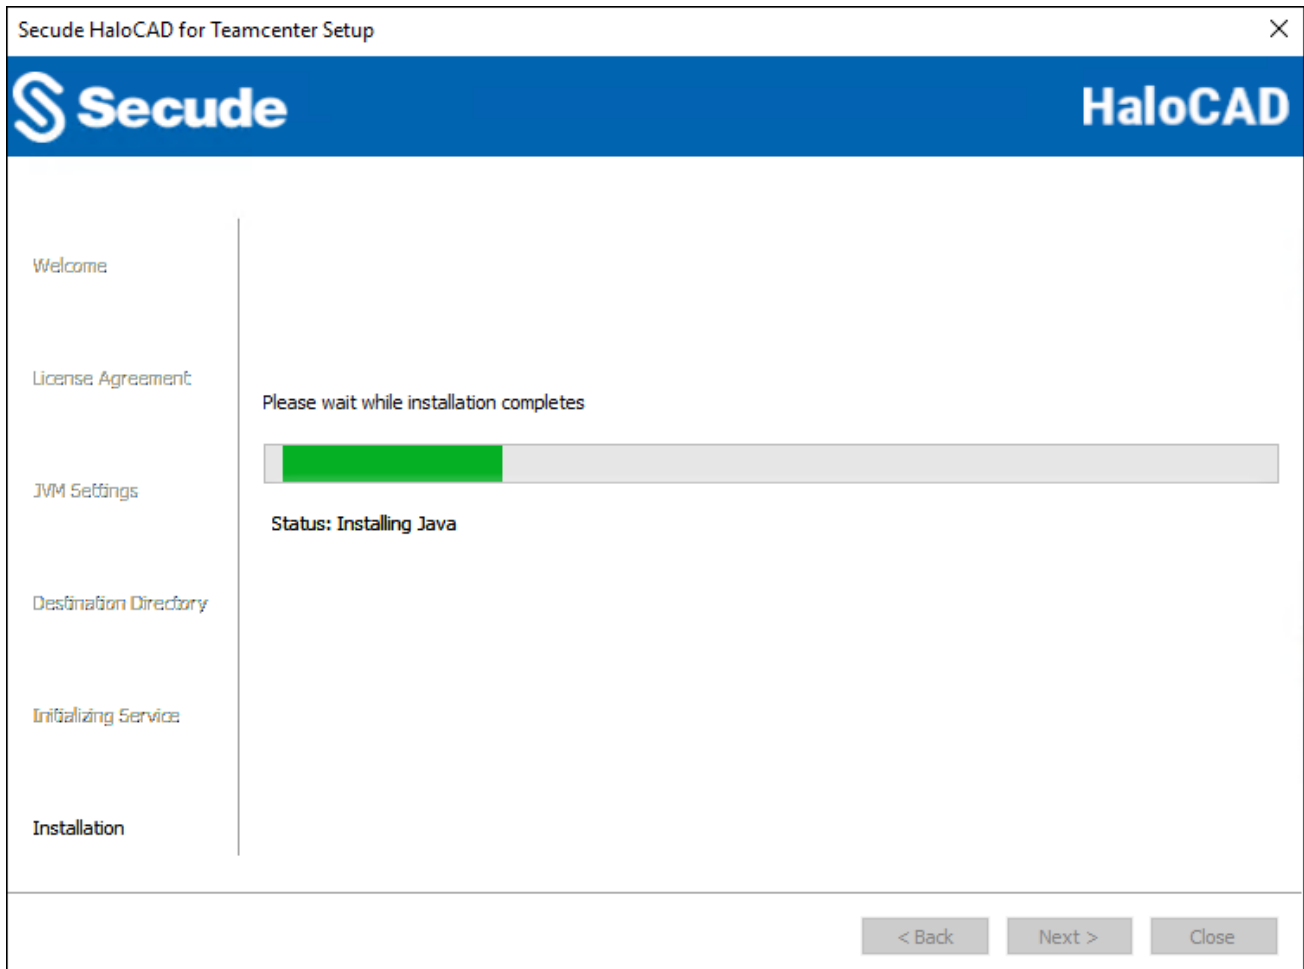 Secude HaloCAD for Teamcenter Setup
Secude
HaloCAD
Welcome
License Agreement
JVM Settings
Destination Directory
Initializing Service
Installation
Please wait while installation completes
Status: Installing Java
< Back
Next >
Close